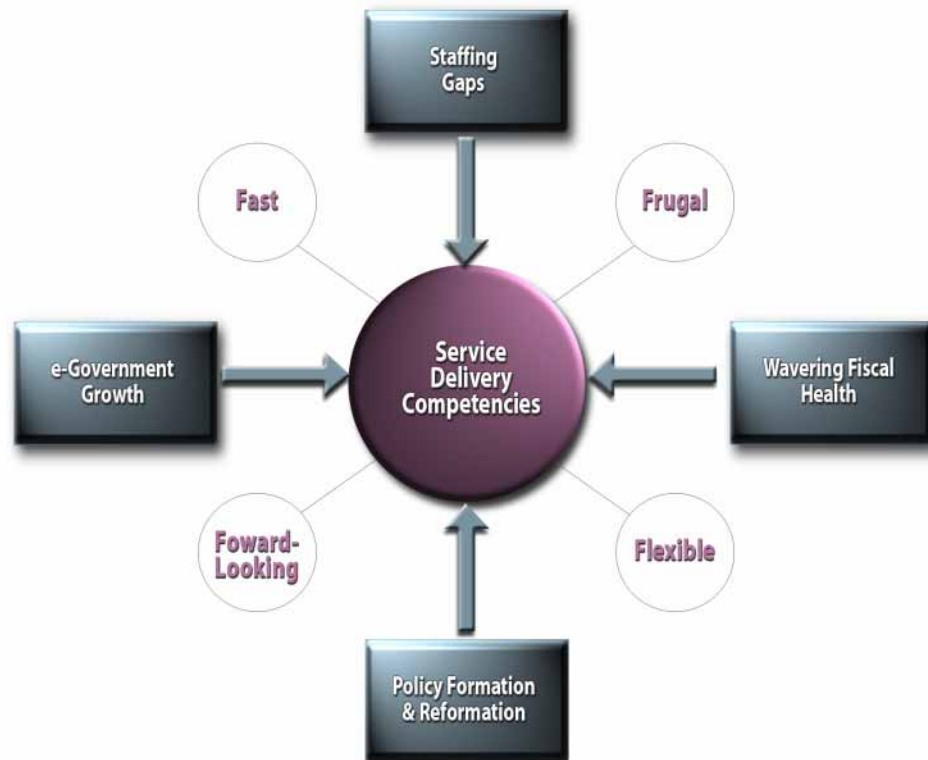 Staffing
Gaps
Fast
Frugal
e-Government
Growth
Service
Delivery
Competencies
Wavering Fiscal
Health
Foward-
Looking
Flexible
Policy Formation
& Reformation